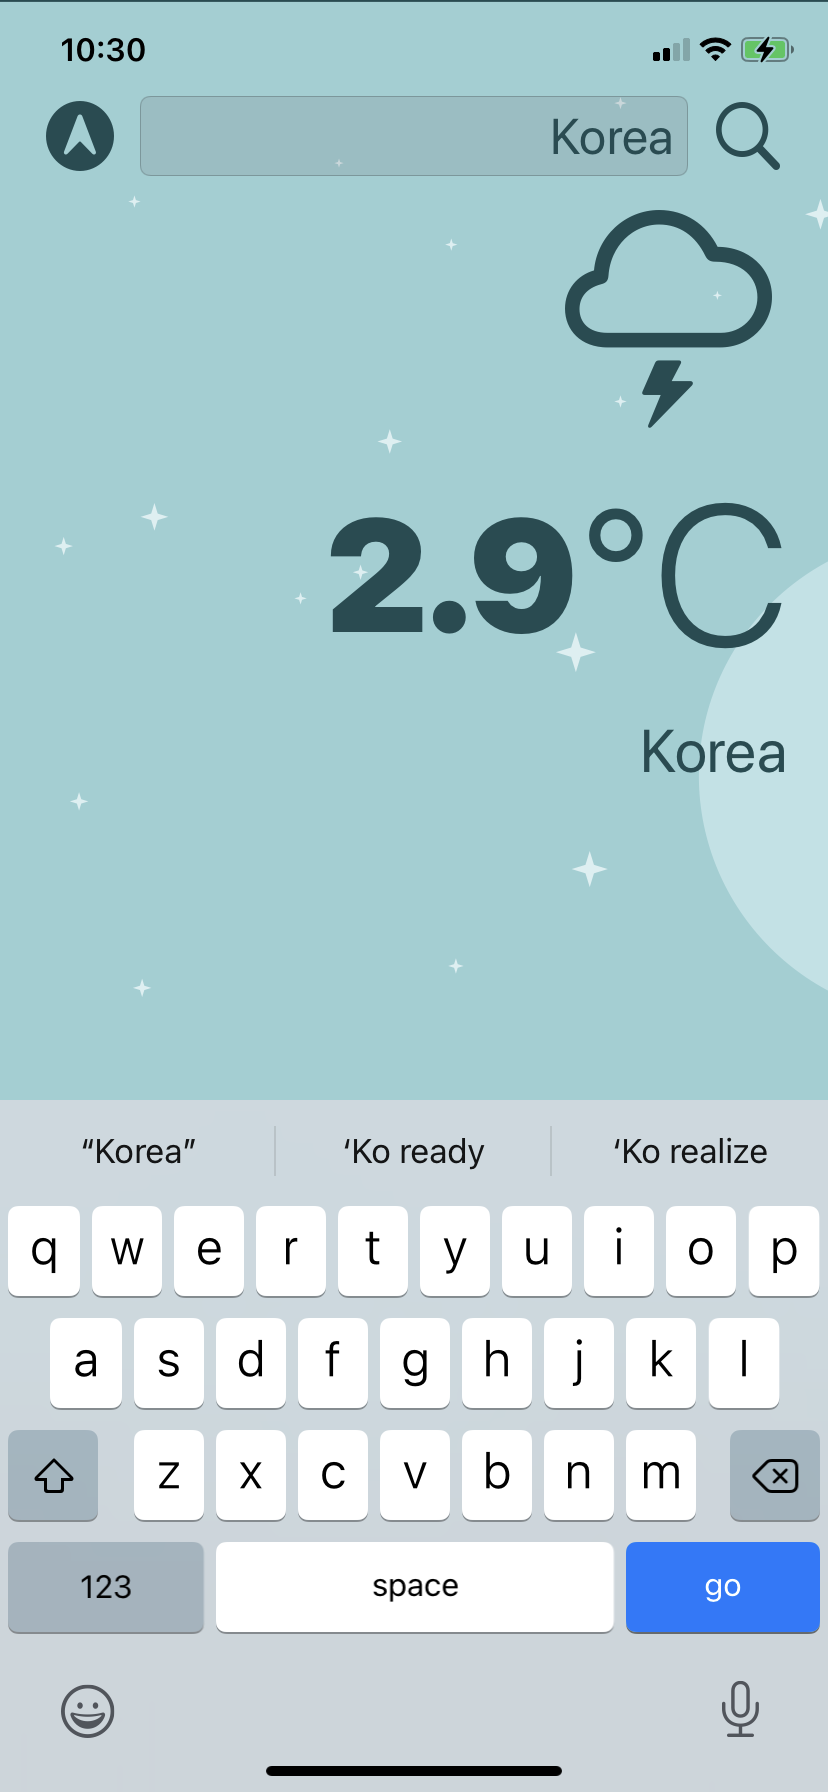 10:30
Korea
2.9°C
Korea
“Korea” ‘Ko ready ‘Ko realize
q w e r t y u i o p
a s d f g h j k l
z x c v b n m
123 space go